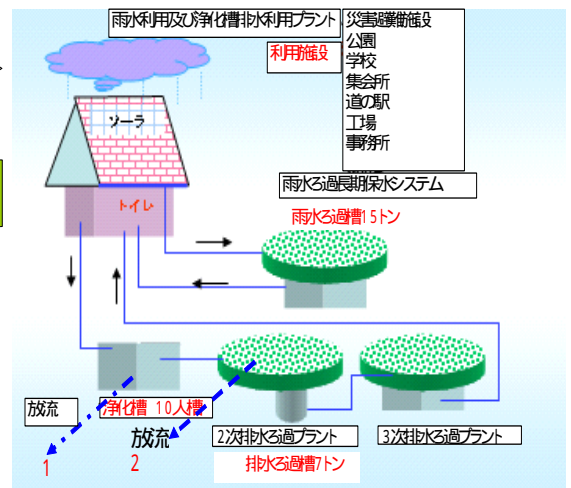 雨水利用及び浄化槽排水利用プラント
利用施設
災害避難施設
公園
学校
集会所
道の駅
工場
事務所
ソーラ
トイレ
雨水ろ過長期保水システム
雨水ろ過槽15トン
放流
1
浄化槽 10人槽
放流
2
2次排水ろ過プラント
排水ろ過槽7トン
3次排水ろ過プラント